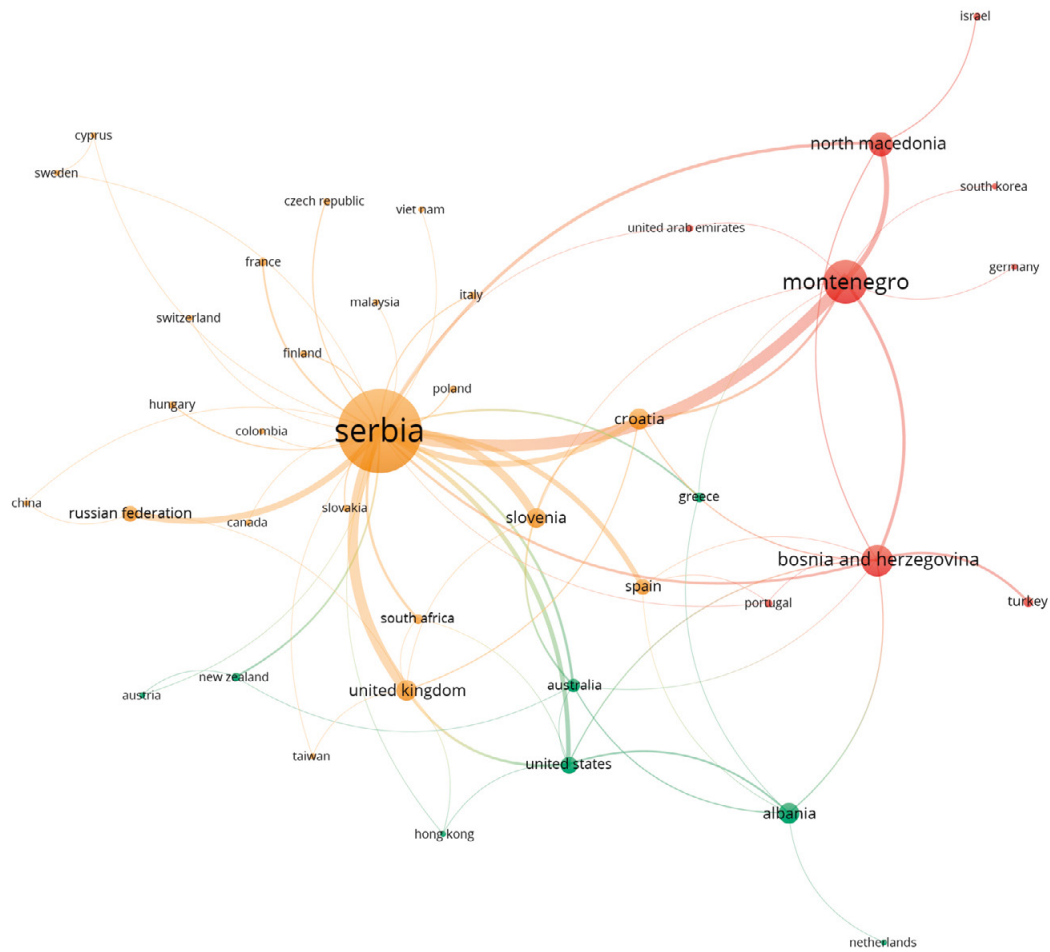 israel
cyprus
north macedonia
sweden
south korea
czech republic
viet nam
united arab emirates
france
germany
montenegro
malaysia
italy
switzerland
finland
poland
hungary
croatia
serbia
colombia
greece
china
russian federation
canada
slovakia
slovenia
bosnia and herzegovina
spain
portugal
turkey
south africa
new zealand
australia
austria
united kingdom
taiwan
united states
albania
hong kong
netherlands